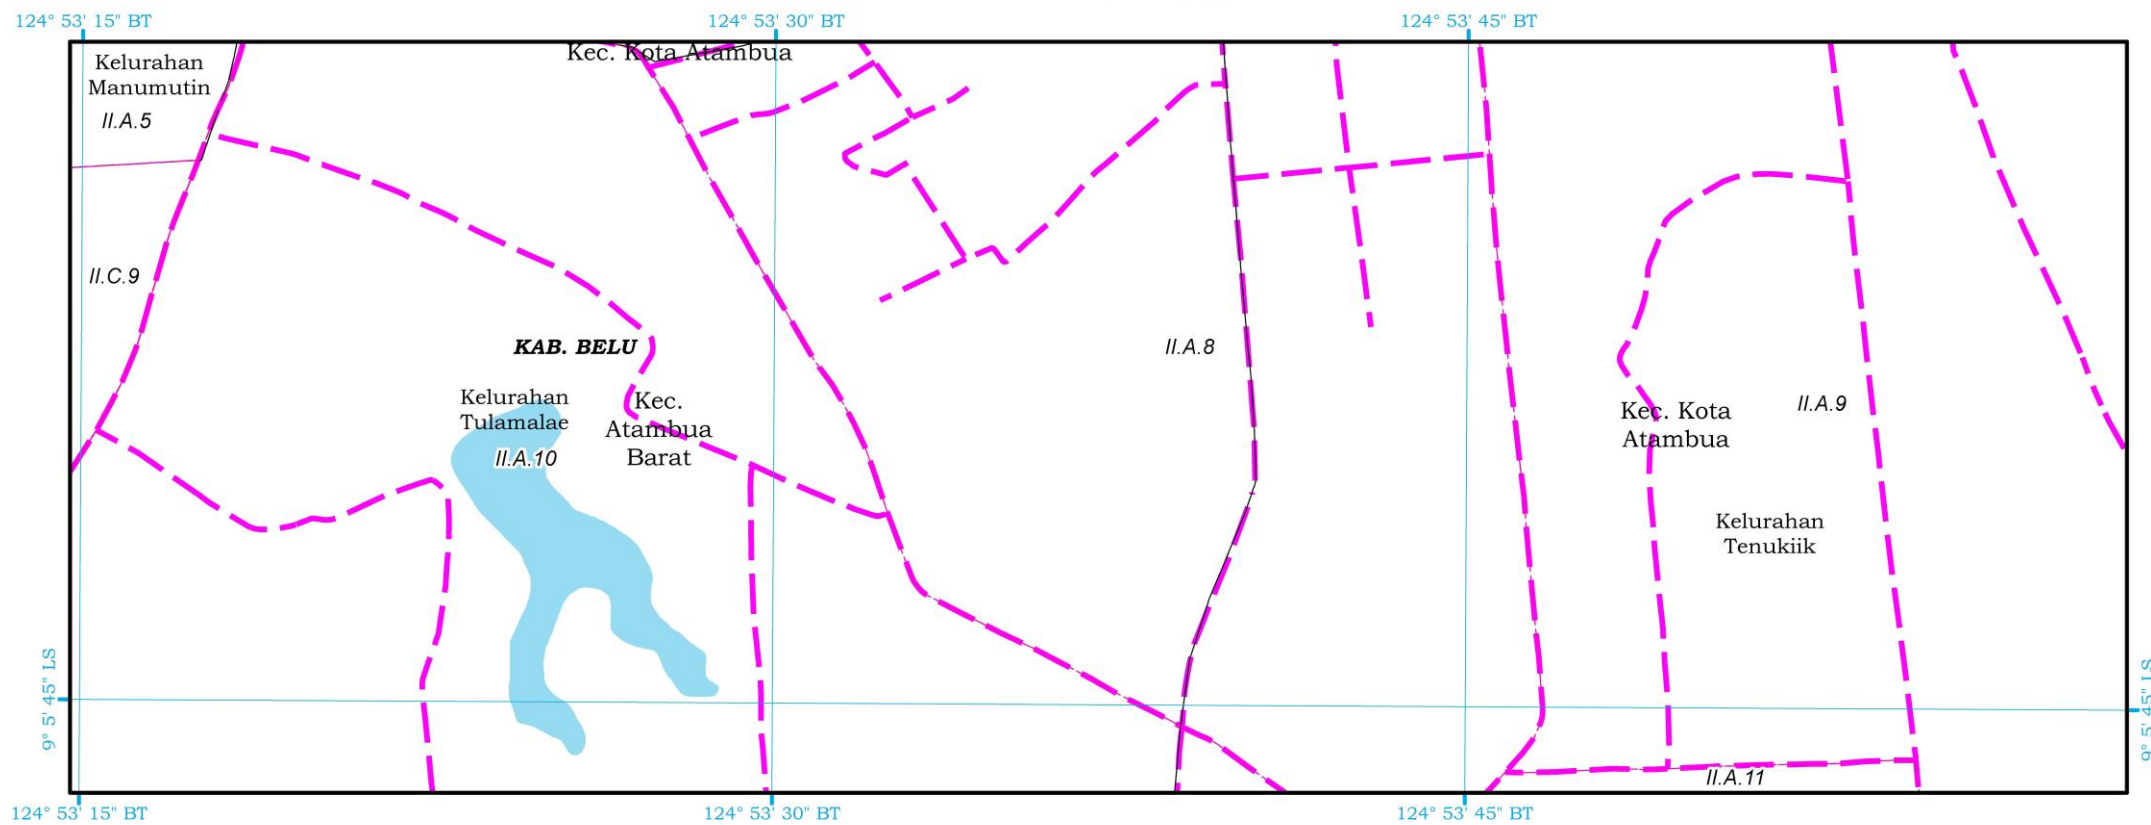 124° 53' 15" BT
124° 53' 30" BT
124° 53' 45" BT
Kec. Kota Atambua
Kelurahan
Manumutin
II.A.5
II.C.9
KAB. BELU
II.A.8
Kelurahan
Tulamalae
II.A.10
Kec.
Atambua
Barat
Kec. Kota
Atambua
II.A.9
Kelurahan
Tenukiik
9° 5' 45" LS
9° 5' 45" LS
II.A.11
124° 53' 15" BT
124° 53' 30" BT
124° 53' 45" BT